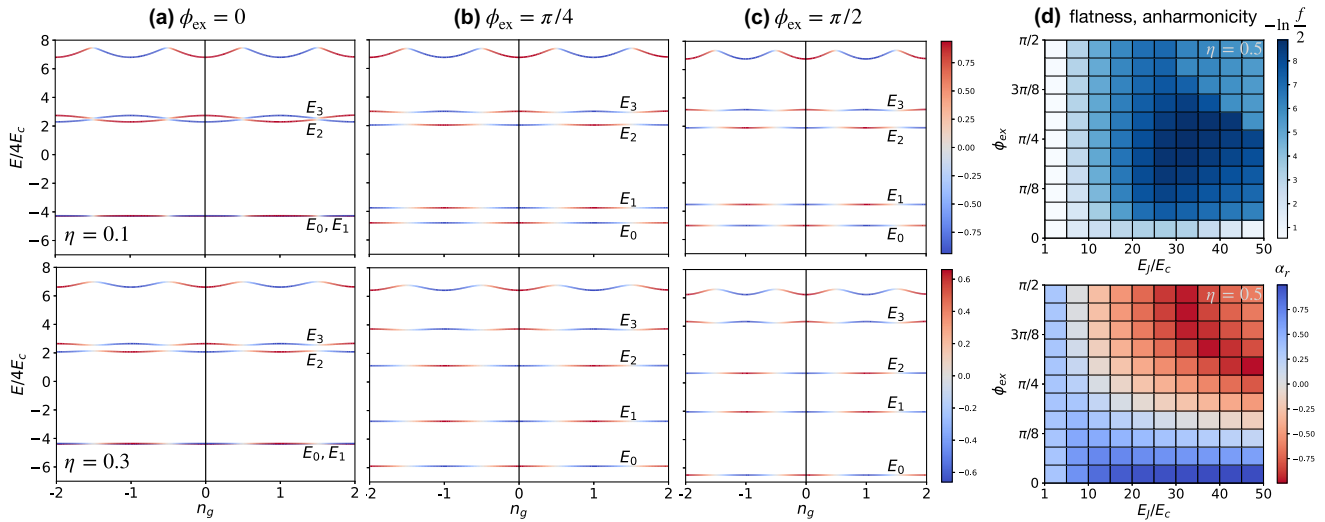 (a) ϕex = 0
(b) ϕex = π/4
(c) ϕex = π/2
(d) flatness, anharmonicity
−ln f/2
8
6
4
2
0
−2
−4
−6
E/4Ec
E3
E2
E0, E1
η = 0.1
E3
E2
E1
E0
E3
E2
E1
E0
0.75
0.50
0.25
0.00
−0.25
−0.50
−0.75
π/2
3π/8
π/4
π/8
0
ϕex
η = 0.5
1 10 20 30 40 50
EJ/Ec
8
7
6
5
4
3
2
1
8
6
4
2
0
−2
−4
−6
E/4Ec
E3
E2
E0, E1
η = 0.3
−2 -1 0 1 2
ng
E3
E2
E1
E0
-2 -1 0 1 2
ng
E3
E2
E1
E0
-2 -1 0 1 2
ng
0.6
0.4
0.2
0.0
−0.2
−0.4
−0.6
π/2
3π/8
π/4
π/8
0
ϕex
η = 0.5
1 10 20 30 40 50
EJ/Ec
αr
0.75
0.50
0.25
0.00
−0.25
−0.50
−0.75